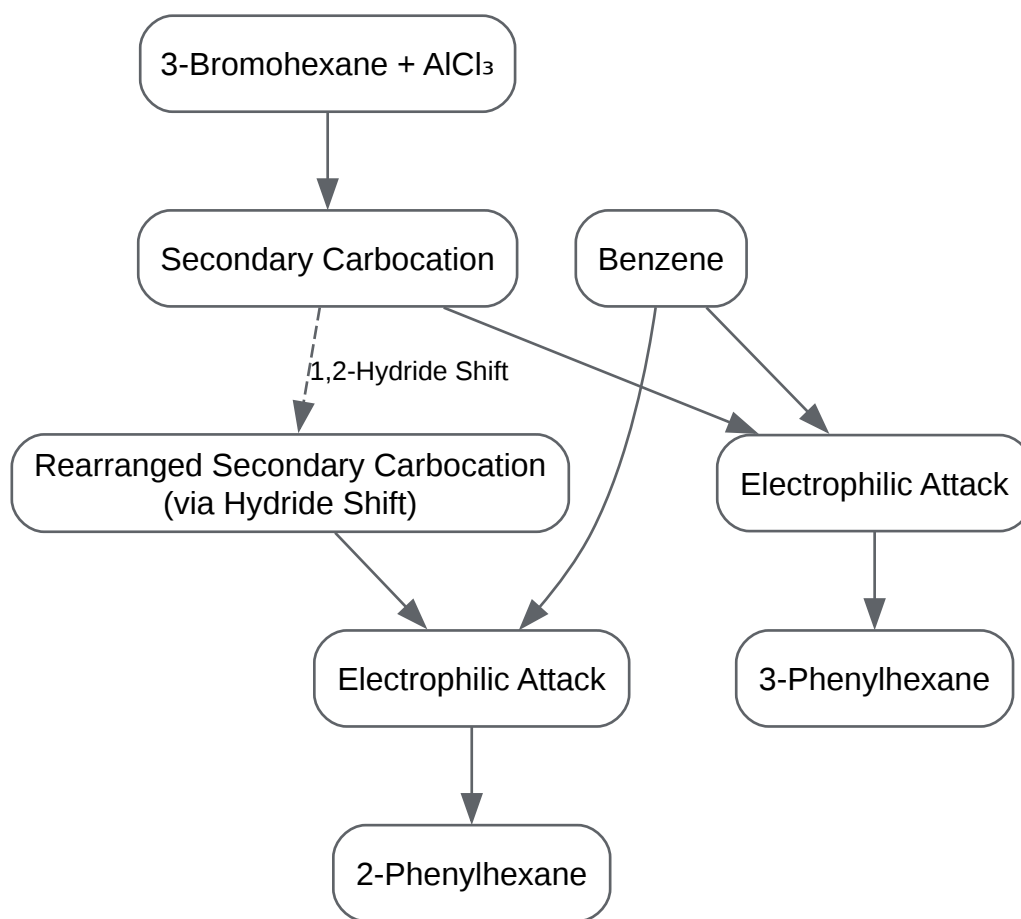 3-Bromohexane + AlCl₃
Secondary Carbocation
Benzene
1,2-Hydride Shift
Rearranged Secondary Carbocation
(via Hydride Shift)
Electrophilic Attack
Electrophilic Attack
3-Phenylhexane
2-Phenylhexane